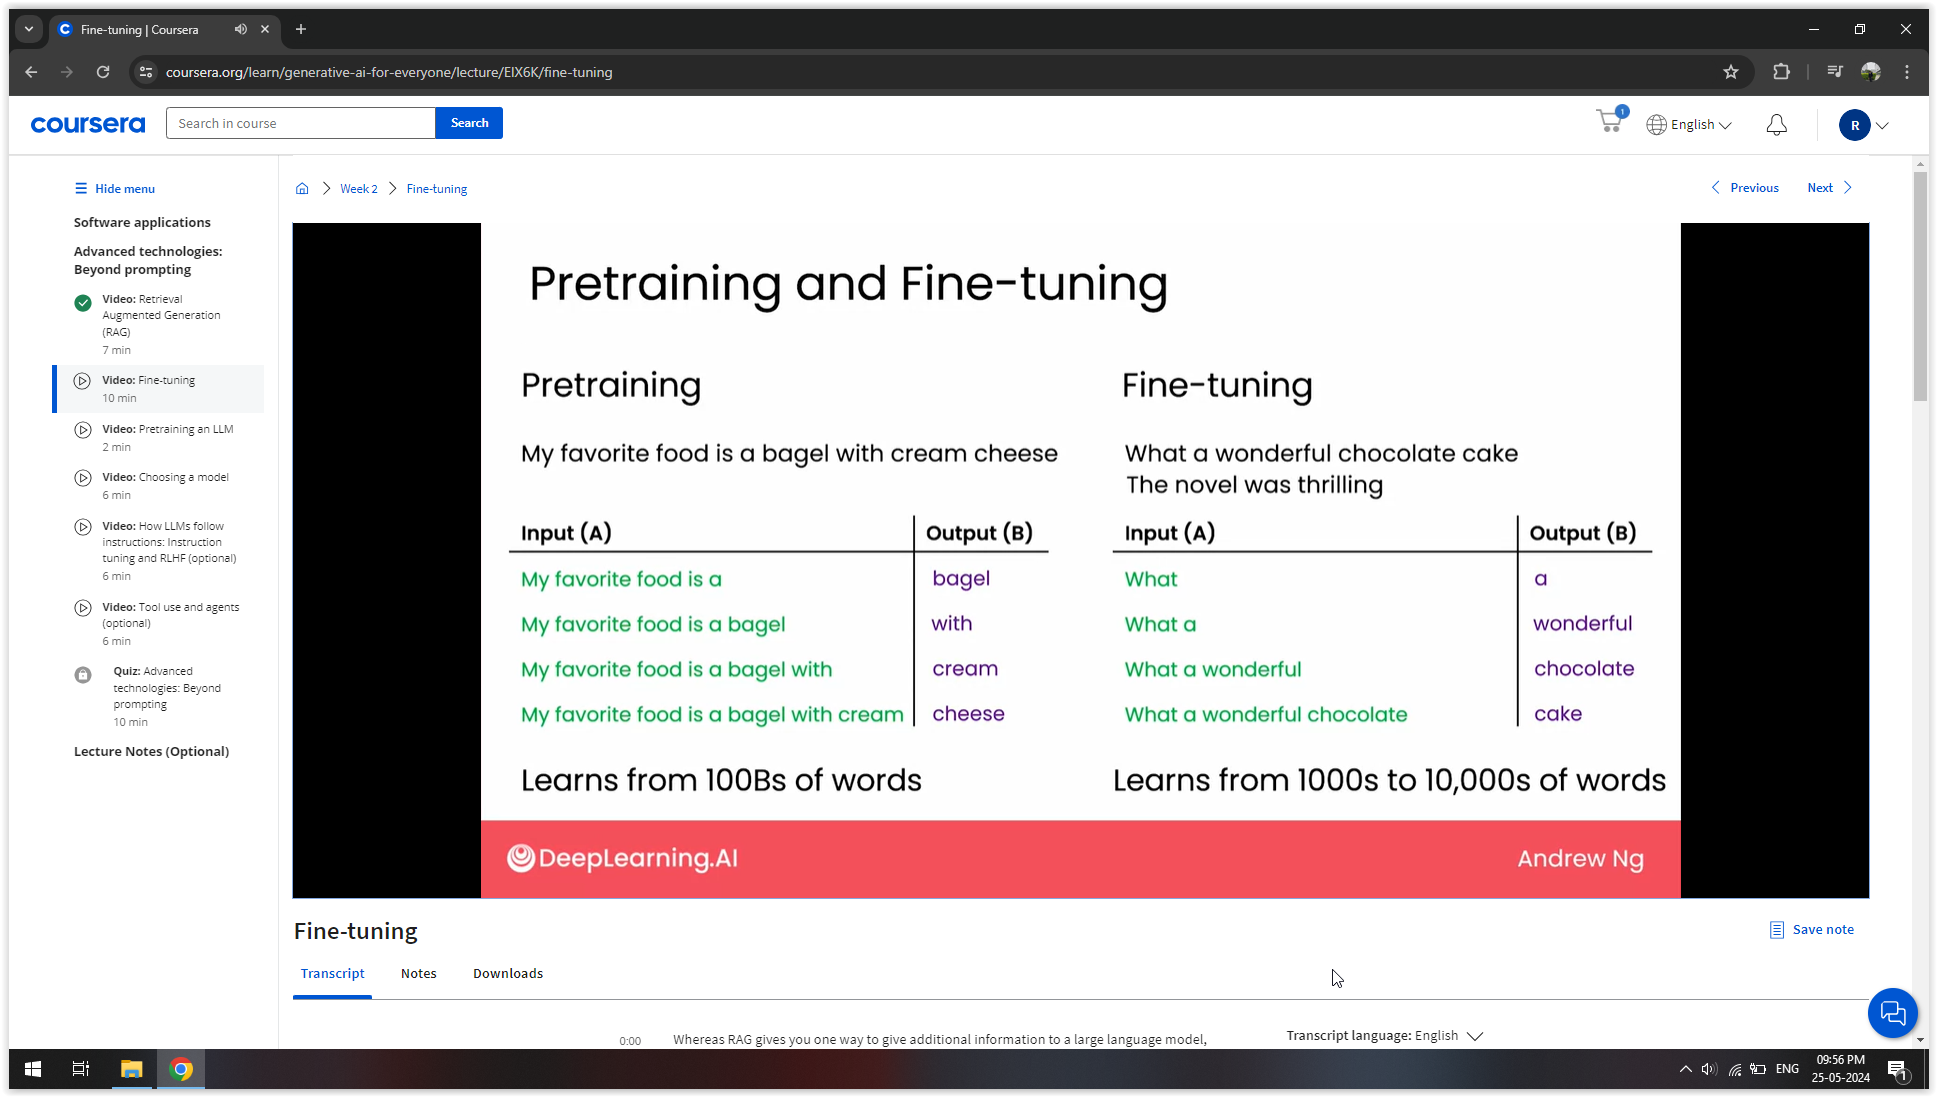 Fine-tuning | Coursera
coursera.org/learn/generative-ai-for-everyone/lecture/EIX6K/fine-tuning
coursera
Search in course
Search
1
English
R
Hide menu
Software applications
Advanced technologies:
Beyond prompting
Video: Retrieval
Augmented Generation
(RAG)
7 min
Video: Fine-tuning
10 min
Video: Pretraining an LLM
2 min
Video: Choosing a model
6 min
Video: How LLMs follow
instructions: Instruction
tuning and RLHF (optional)
6 min
Video: Tool use and agents
(optional)
6 min
Quiz: Advanced
technologies: Beyond
prompting
10 min
Lecture Notes (Optional)
Week 2
Fine-tuning
Previous
Next
Pretraining and Fine-tuning
Pretraining
My favorite food is a bagel with cream cheese
Input (A) Output (B)
My favorite food is a bagel
My favorite food is a bagel with
My favorite food is a bagel with cream
My favorite food is a bagel with cream cheese
Learns from 100Bs of words
Fine-tuning
What a wonderful chocolate cake
The novel was thrilling
Input (A) Output (B)
What a
What a wonderful
What a wonderful chocolate
What a wonderful chocolate cake
Learns from 1000s to 10,000s of words
DeepLearning.AI
Andrew Ng
Fine-tuning
Save note
Transcript
Notes
Downloads
0:00 Whereas RAG gives you one way to give additional information to a large language model,
Transcript language: English
ENG
09:56 PM
25-05-2024
1